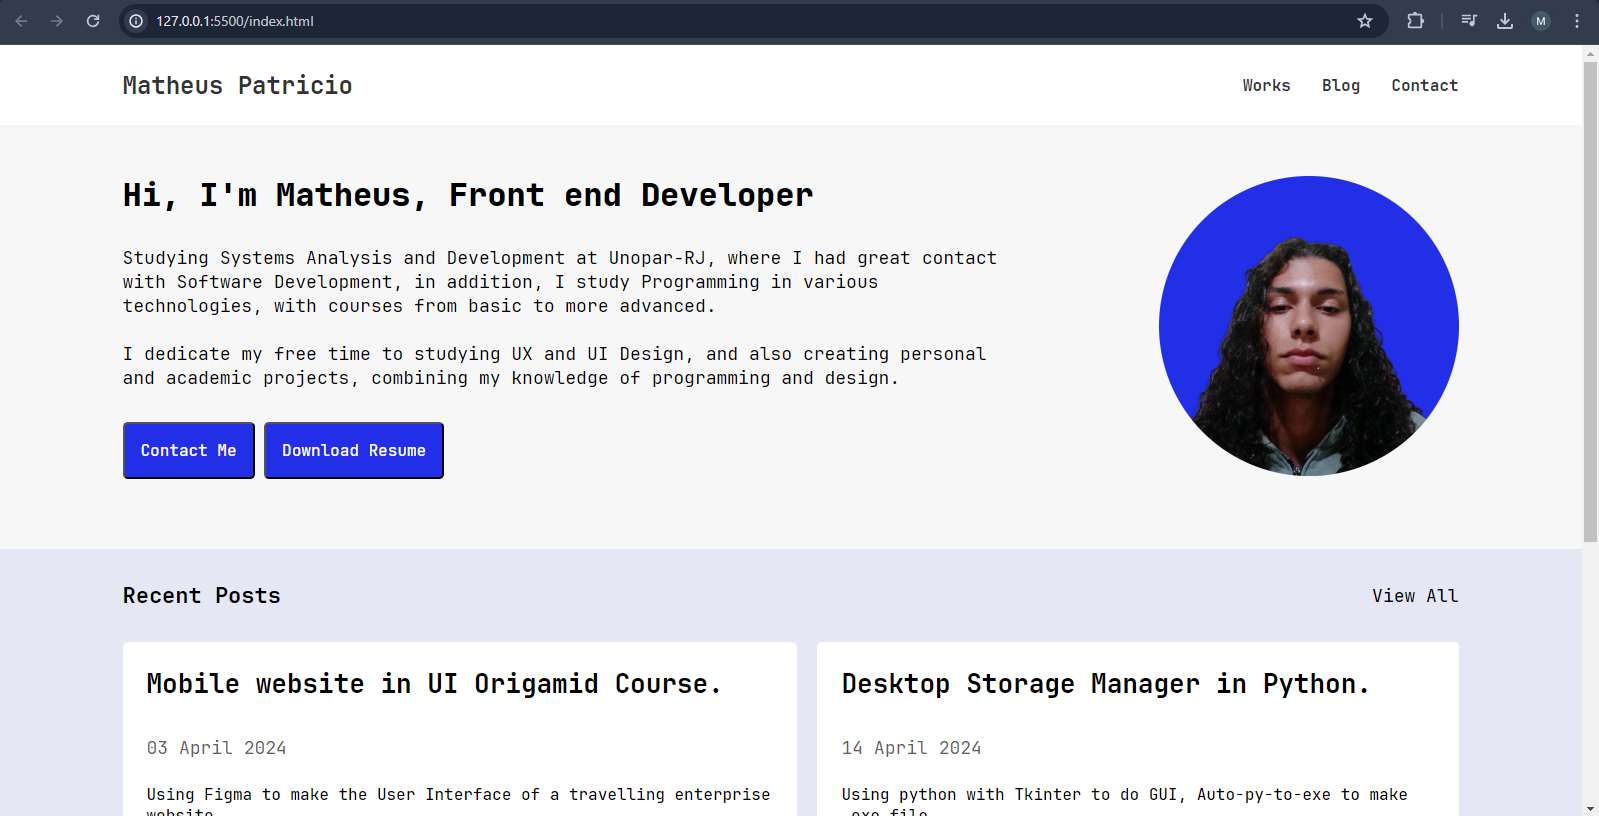 127.0.0.1:5500/index.html
M
Matheus Patricio
Works Blog Contact
Hi, I'm Matheus, Front end Developer
Studying Systems Analysis and Development at Unopar-RJ, where I had great contact
with Software Development, in addition, I study Programming in various
technologies, with courses from basic to more advanced.
I dedicate my free time to studying UX and UI Design, and also creating personal
and academic projects, combining my knowledge of programming and design.
Contact Me
Download Resume
Recent Posts
View All
Mobile website in UI Origamid Course.
03 April 2024
Using Figma to make the User Interface of a travelling enterprise
website
Desktop Storage Manager in Python.
14 April 2024
Using python with Tkinter to do GUI, Auto-py-to-exe to make
.exe file